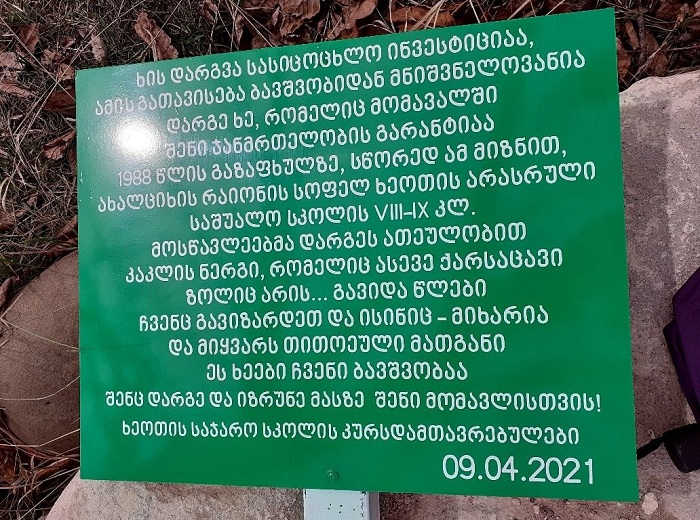 ხის დარგვა სასიცოცხლო ინვესტიციაა,
ამის გათავისება ბავშვობიდან მნიშვნელოვანია
დარგე ხე, რომელიც მომავალში
შენი ჯანმრთელობის გარანტიაა
1988 წლის გაზაფხულზე, სწორედ ამ მიზნით,
ახალციხის რაიონის სოფელ ხეოთის არასრული
საშუალო სკოლის VIII-IX კლ.
მოსწავლეებმა დარგეს ათეულობით
კაკლის ნერგი, რომელიც ასევე ქარსაცავი
ზოლიც არის... გავიდა წლები
ჩვენც გავიზარდეთ და ისინიც – მიხარია
და მიყვარს თითოეული მათგანი
ეს ხეები ჩვენი ბავშვობაა
შენც დარგე და იზრუნე მასზე შენი მომავლისთვის!
ხეოთის საჯარო სკოლის კურსდამთავრებულები
09.04.2021